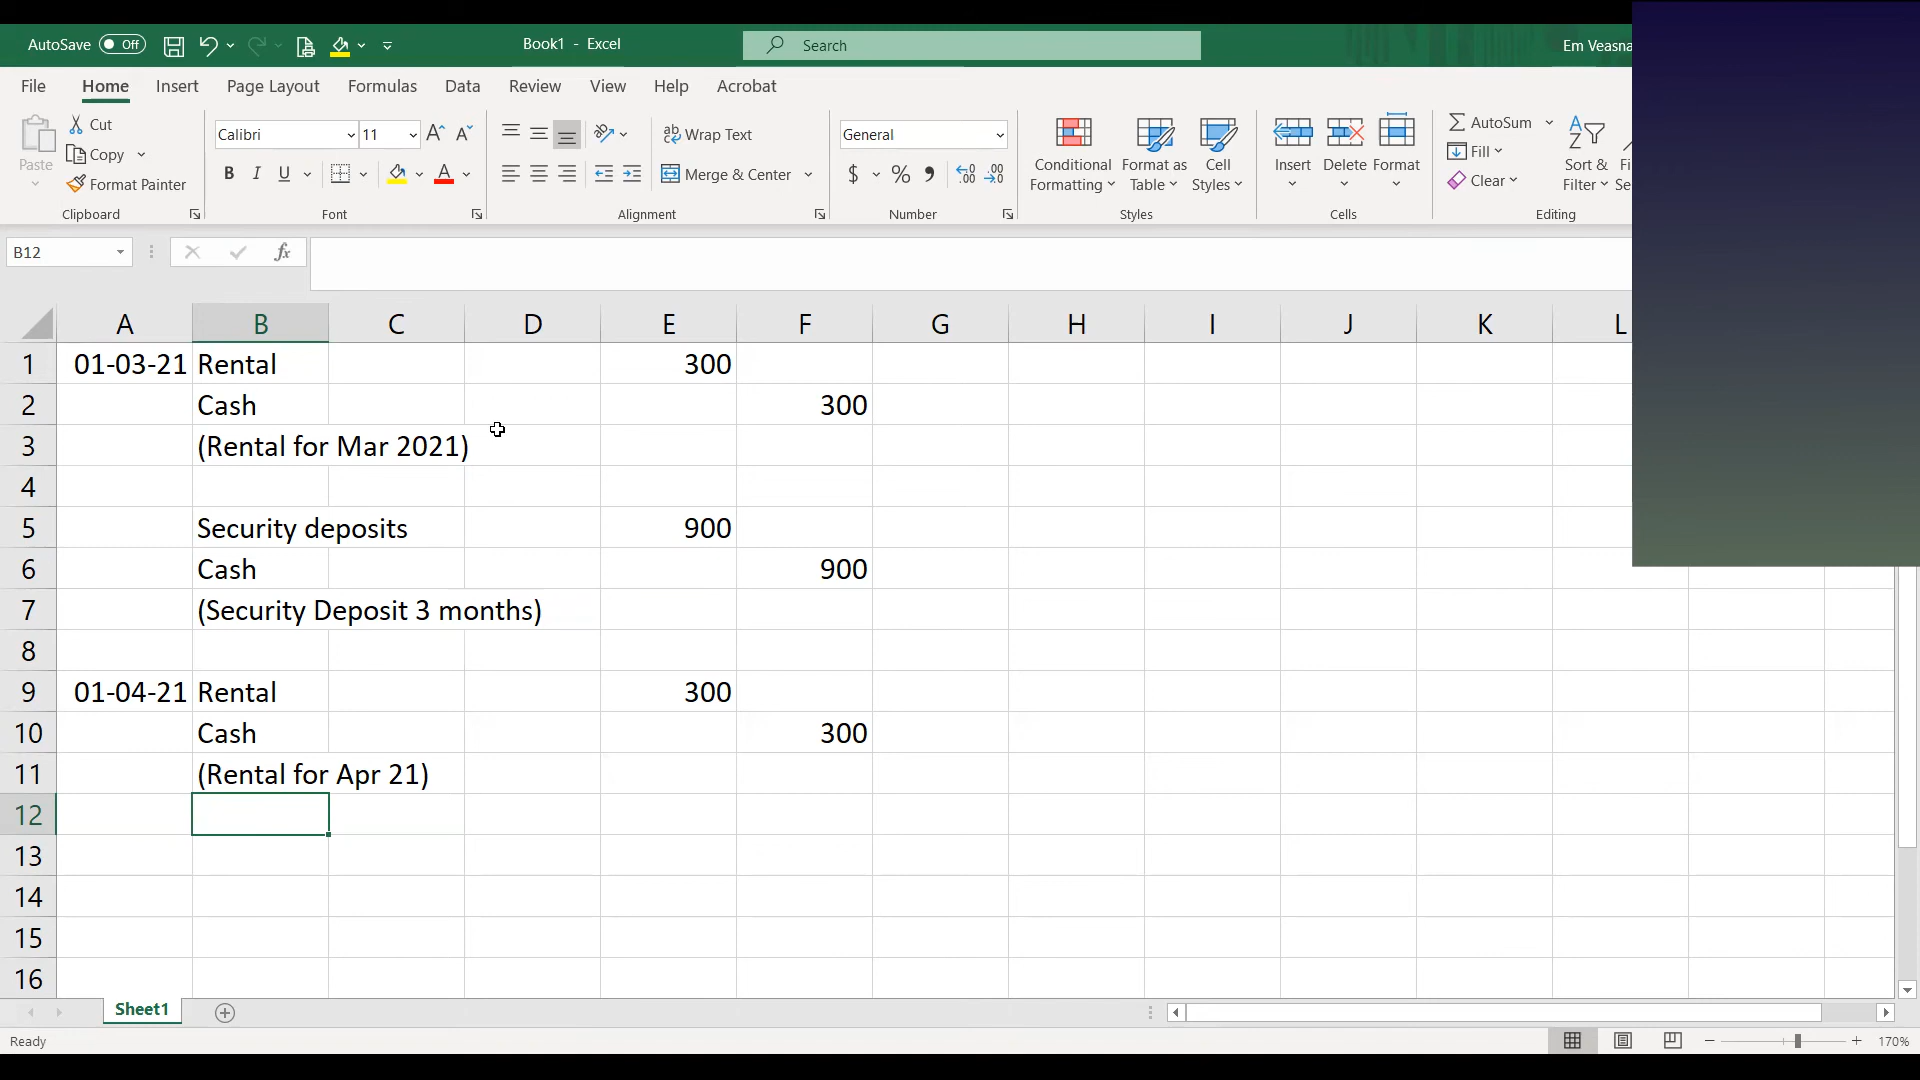 AutoSave Off Book1 - Excel Search Em Veasna
File Home Insert Page Layout Formulas Data Review View Help Acrobat
Paste Cut Copy Format Painter Clipboard
Calibri 11 B I U A Font
ab Wrap Text Merge & Center Alignment
General $ % , Number
Conditional Formatting Format as Table Cell Styles Styles
Insert Delete Format Cells
AutoSum Fill Clear Sort & Filter Editing
B12 fx
A B C D E F G H I J K L
1 01-03-21 Rental 300
2 Cash 300
3 (Rental for Mar 2021)
4
5 Security deposits 900
6 Cash 900
7 (Security Deposit 3 months)
8
9 01-04-21 Rental 300
10 Cash 300
11 (Rental for Apr 21)
12
13
14
15
16
Sheet1
Ready 170%